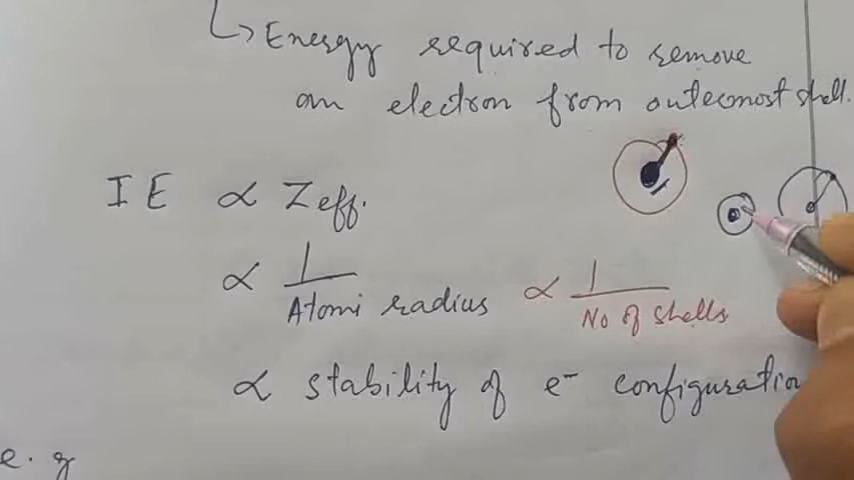 ↳ Energy required to remove
an electron from outermost shell.
IE ∝ Zeff.
∝ 1/Atomi radius ∝ 1/No of shells
∝ stability of e⁻ configuration
e.g